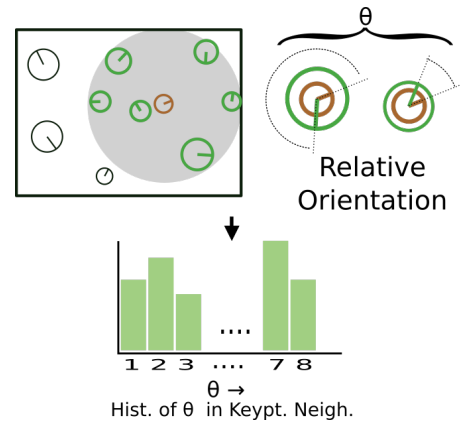 θ
Relative
Orientation
....
1 2 3 .... 7 8
θ →
Hist. of θ in Keypt. Neigh.